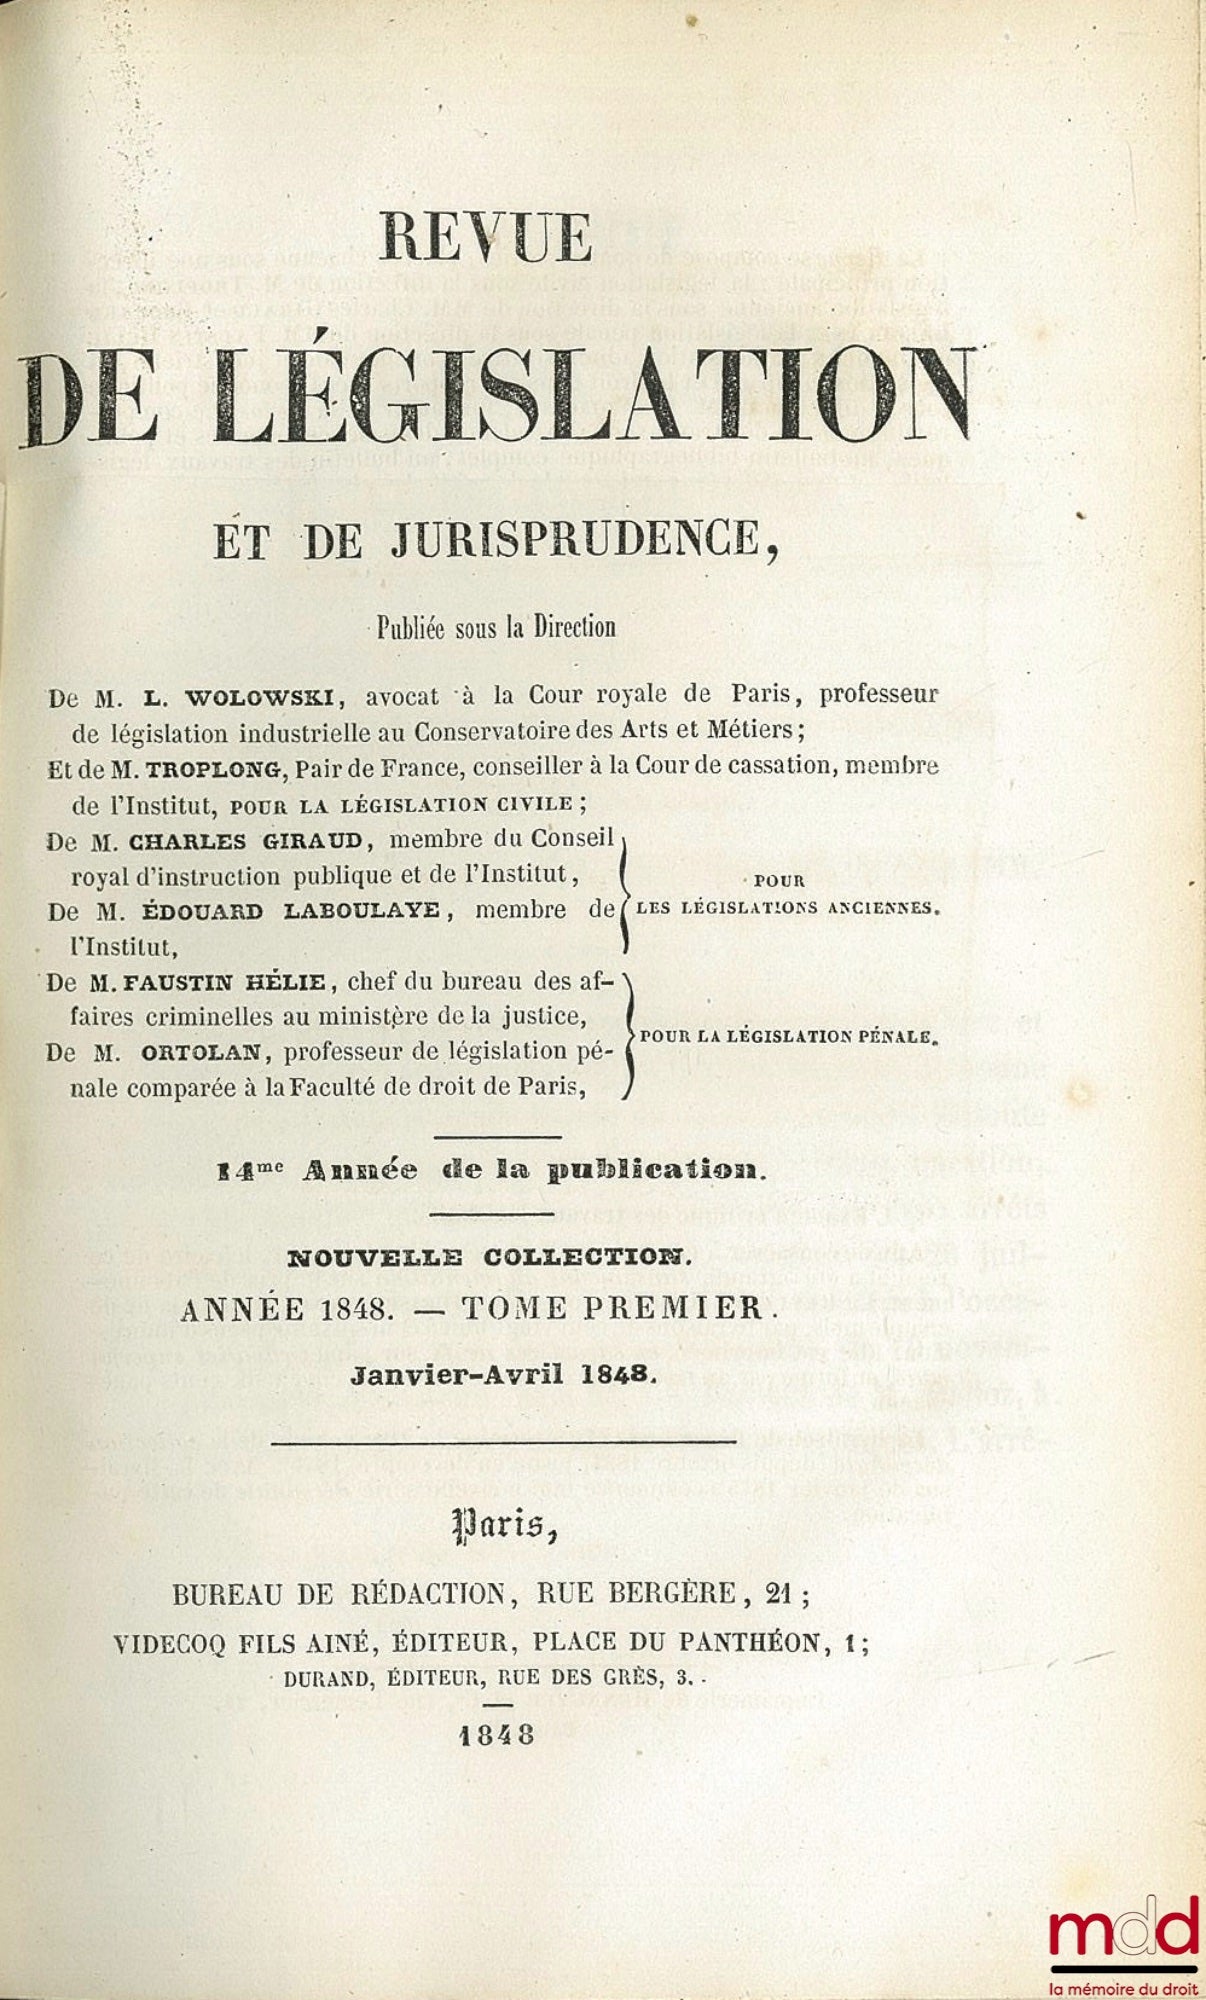 REVUE
DE LÉGISLATION
ET DE JURISPRUDENCE,
Publiée sous la Direction
De M. L. WOLOWSKI, avocat à la Cour royale de Paris, professeur
de législation industrielle au Conservatoire des Arts et Métiers;
Et de M. TROPLONG, Pair de France, conseiller à la Cour de cassation, membre
de l'Institut, POUR LA LÉGISLATION CIVILE;
De M. CHARLES GIRAUD, membre du Conseil
royal d'instruction publique et de l'Institut,
De M. ÉDOUARD LABOULAYE, membre de
l'Institut,
POUR
LES LÉGISLATIONS ANCIENNES.
De M. FAUSTIN HÉLIE, chef du bureau des af-
faires criminelles au ministère de la justice,
De M. ORTOLAN, professeur de législation pé-
nale comparée à la Faculté de droit de Paris,
POUR LA LÉGISLATION PÉNALE.
14me Année de la publication.
NOUVELLE COLLECTION.
ANNÉE 1848. — TOME PREMIER.
Janvier-Avril 1848.
Paris,
BUREAU DE RÉDACTION, RUE BERGÈRE, 21;
VIDECOQ FILS AINÉ, ÉDITEUR, PLACE DU PANTHÉON, 1;
DURAND, ÉDITEUR, RUE DES GRÈS, 3.
1848
mdd
la mémoire du droit